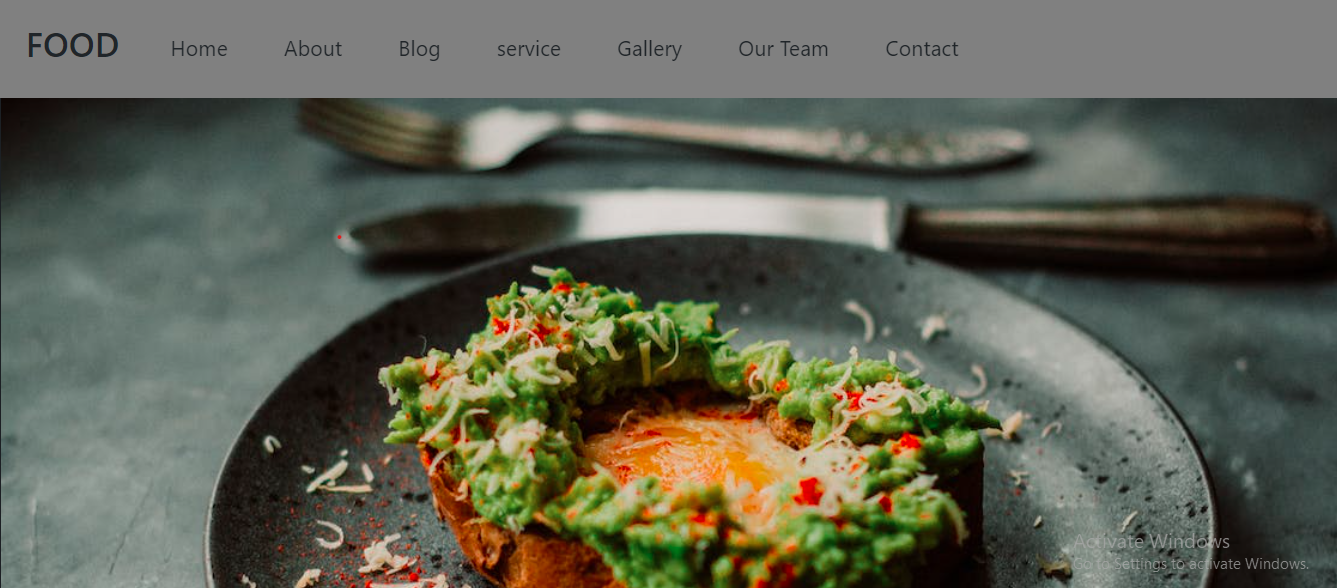 FOOD Home About Blog service Gallery Our Team Contact
Activate Windows
Go to Settings to activate Windows.